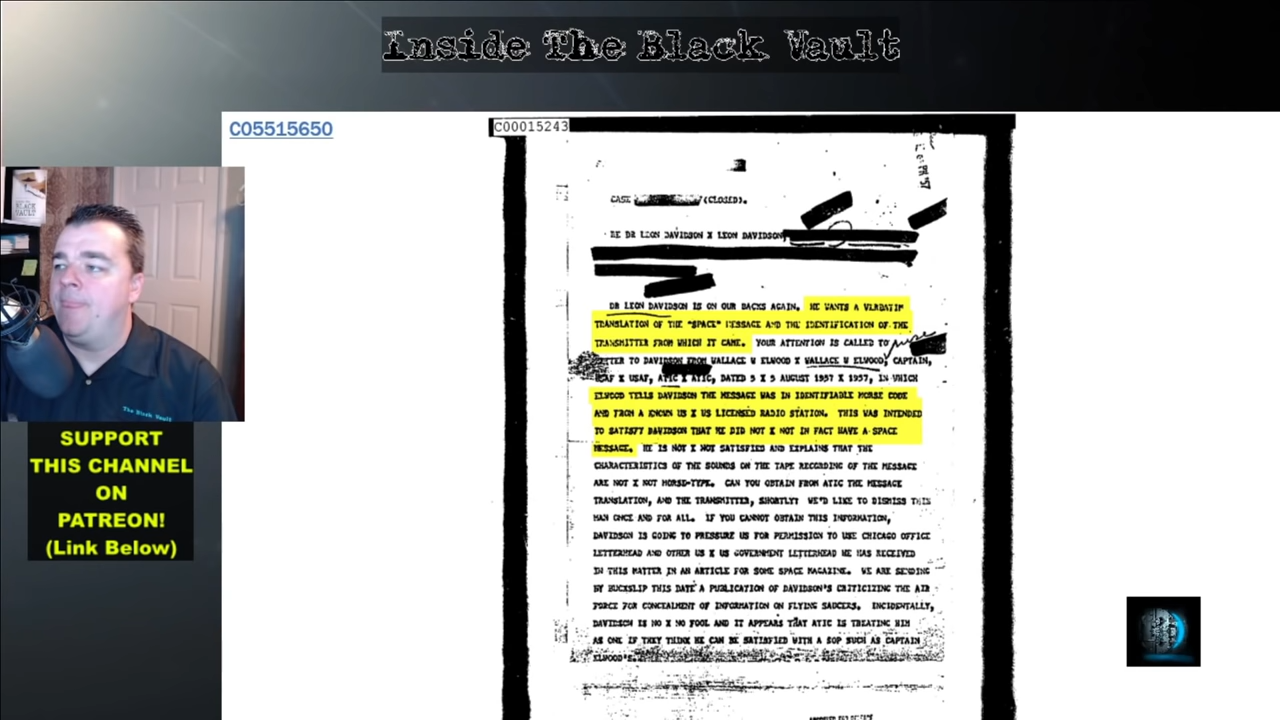 Inside The Black Vault
C05515650
C00015243
CASE (CLOSED).
RE DR LEON DAVIDSON X LEON DAVIDSON,
DR LEON DAVIDSON IS ON OUR BACKS AGAIN. HE WANTS A VERBATIM
TRANSLATION OF THE "SPACE" MESSAGE AND THE IDENTIFICATION OF THE
TRANSMITTER FROM WHICH IT CAME. YOUR ATTENTION IS CALLED TO
LETTER TO DAVIDSON FROM WALLACE W ELWOOD X WALLACE W ELWOOD, CAPTAIN,
USAF X USAF, ATIC X ATIC, DATED 5 X 5 AUGUST 1957 X 1957, IN WHICH
ELWOOD TELLS DAVIDSON THE MESSAGE WAS IN IDENTIFIABLE MORSE CODE
AND FROM A KNOWN US X US LICENSED RADIO STATION. THIS WAS INTENDED
TO SATISFY DAVIDSON THAT HE DID NOT X NOT IN FACT HAVE A SPACE
MESSAGE. HE IS NOT X NOT SATISFIED AND EXPLAINS THAT THE
CHARACTERISTICS OF THE SOUNDS ON THE TAPE RECORDING OF THE MESSAGE
ARE NOT X NOT MORSE-TYPE. CAN YOU OBTAIN FROM ATIC THE MESSAGE
TRANSLATION, AND THE TRANSMITTER, SHORTLY? WE'D LIKE TO DISMISS THIS
MAN ONCE AND FOR ALL. IF YOU CANNOT OBTAIN THIS INFORMATION,
DAVIDSON IS GOING TO PRESSURE US FOR PERMISSION TO USE CHICAGO OFFICE
LETTERHEAD AND OTHER US X US GOVERNMENT LETTERHEAD HE HAS RECEIVED
IN THIS MATTER IN AN ARTICLE FOR SOME SPACE MAGAZINE. WE ARE SENDING
BY BUCKSLIP THIS DATE A PUBLICATION OF DAVIDSON'S CRITICIZING THE AIR
FORCE FOR CONCEALMENT OF INFORMATION ON FLYING SAUCERS. INCIDENTALLY,
DAVIDSON IS NO X NO FOOL AND IT APPEARS THAT ATIC IS TREATING HIM
AS ONE IF THEY THINK HE CAN BE SATISFIED WITH A SOP SUCH AS CAPTAIN
ELWOOD'S.
BLACK
VAULT
The Black Vault
SUPPORT
THIS CHANNEL
ON
PATREON!
(Link Below)